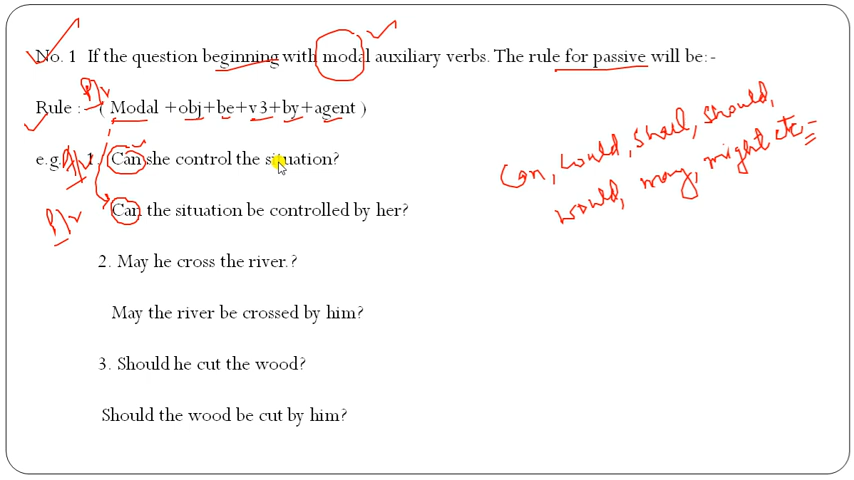 No. 1 If the question beginning with modal auxiliary verbs. The rule for passive will be:-
P/v
Rule : ( Modal +obj+be+v3+by+agent )
Can, could, shall, should,
would, may, might etc
e.g. A/v 1. Can she control the situation?
P/v Can the situation be controlled by her?
2. May he cross the river.?
May the river be crossed by him?
3. Should he cut the wood?
Should the wood be cut by him?